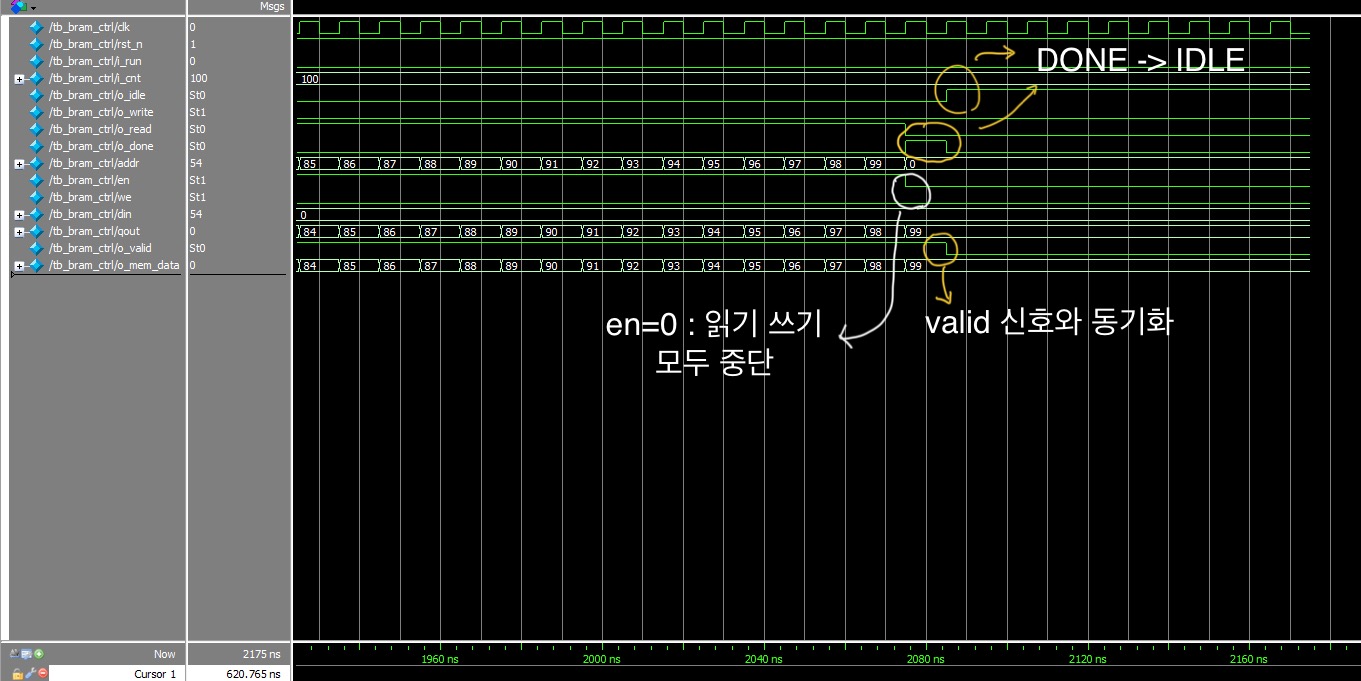 Msgs
/tb_bram_ctrl/clk 0
/tb_bram_ctrl/rst_n 1
/tb_bram_ctrl/i_run 0
/tb_bram_ctrl/i_cnt 100 100
/tb_bram_ctrl/o_idle St0
/tb_bram_ctrl/o_write St1
/tb_bram_ctrl/o_read St0
/tb_bram_ctrl/o_done St0
/tb_bram_ctrl/addr 54 85 86 87 88 89 90 91 92 93 94 95 96 97 98 99 0
/tb_bram_ctrl/en St1
/tb_bram_ctrl/we St1
/tb_bram_ctrl/din 54 0
/tb_bram_ctrl/qout 0 84 85 86 87 88 89 90 91 92 93 94 95 96 97 98 99
/tb_bram_ctrl/o_valid St0
/tb_bram_ctrl/o_mem_data 0 84 85 86 87 88 89 90 91 92 93 94 95 96 97 98 99
DONE -> IDLE
en=0 : 읽기 쓰기
모두 중단
valid 신호와 동기화
Now 2175 ns
1960 ns 2000 ns 2040 ns 2080 ns 2120 ns 2160 ns
Cursor 1 620.765 ns